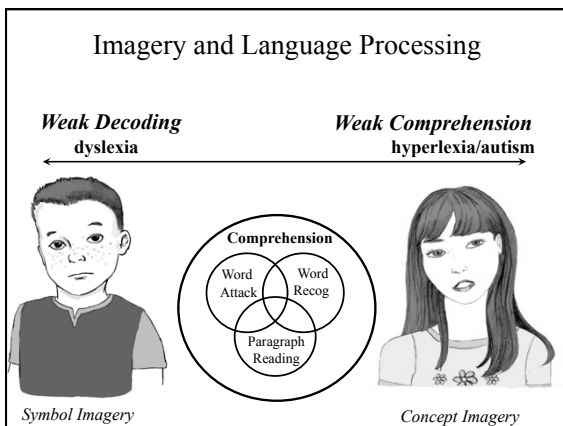 Imagery and Language Processing
Weak Decoding
dyslexia
Weak Comprehension
hyperlexia/autism
Comprehension
Word
Attack
Word
Recog
Paragraph
Reading
Symbol Imagery
Concept Imagery